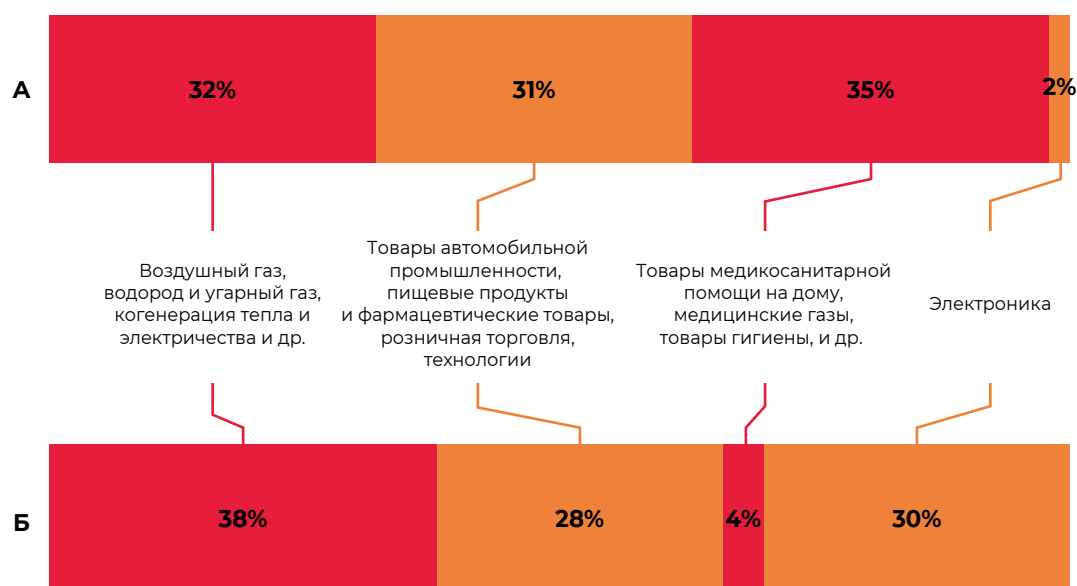 А
32%
31%
35%
2%
Воздушный газ,
водород и угарный газ,
когенерация тепла и
электричества и др.
Товары автомобильной
промышленности,
пищевые продукты
и фармацевтические товары,
розничная торговля,
технологии
Товары медикосанитарной
помощи на дому,
медицинские газы,
товары гигиены, и др.
Электроника
Б
38%
28%
4%
30%